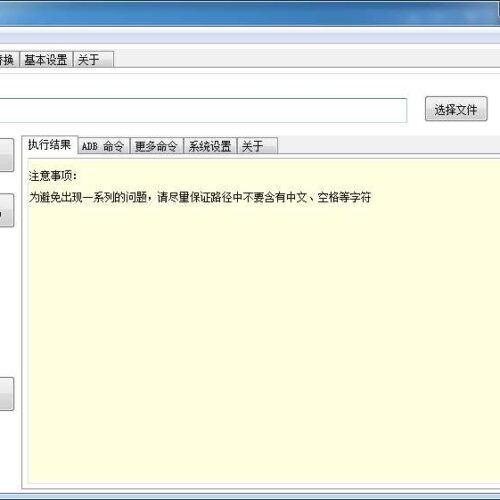 替换 基本设置 关于
选择文件
执行结果 ADB 命令 更多命令 系统设置 关于
注意事项:
为避免出现一系列的问题，请尽量保证路径中不要含有中文、空格等字符